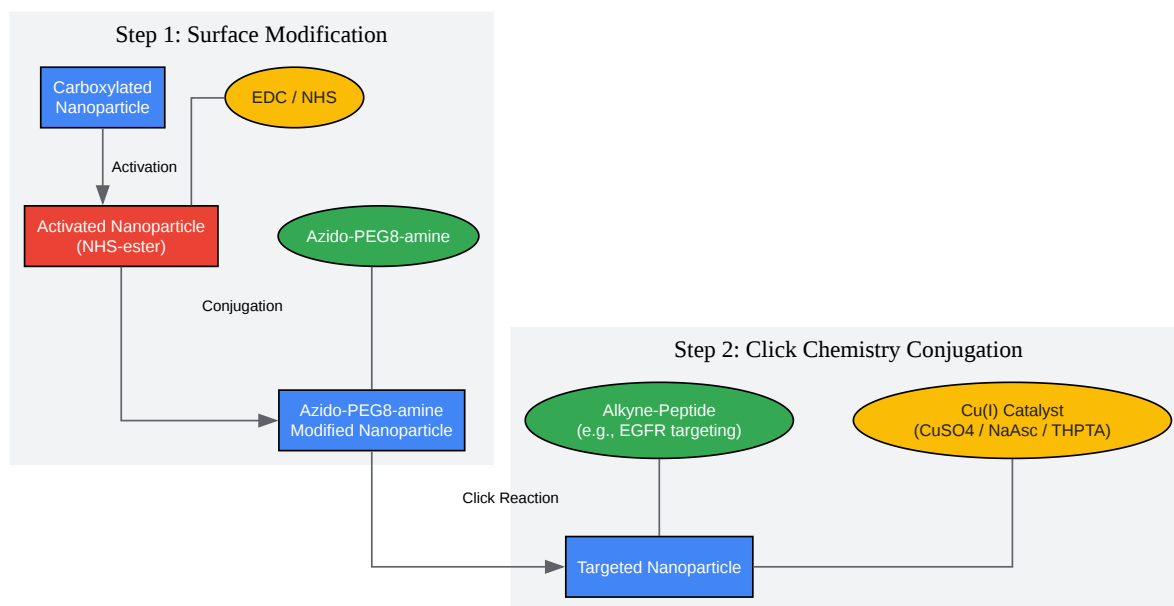 Step 1: Surface Modification
Carboxylated
Nanoparticle
EDC / NHS
Activation
Activated Nanoparticle
(NHS-ester)
Azido-PEG8-amine
Conjugation
Azido-PEG8-amine
Modified Nanoparticle
Step 2: Click Chemistry Conjugation
Alkyne-Peptide
(e.g., EGFR targeting)
Cu(I) Catalyst
(CuSO4 / NaAsc / THPTA)
Click Reaction
Targeted Nanoparticle